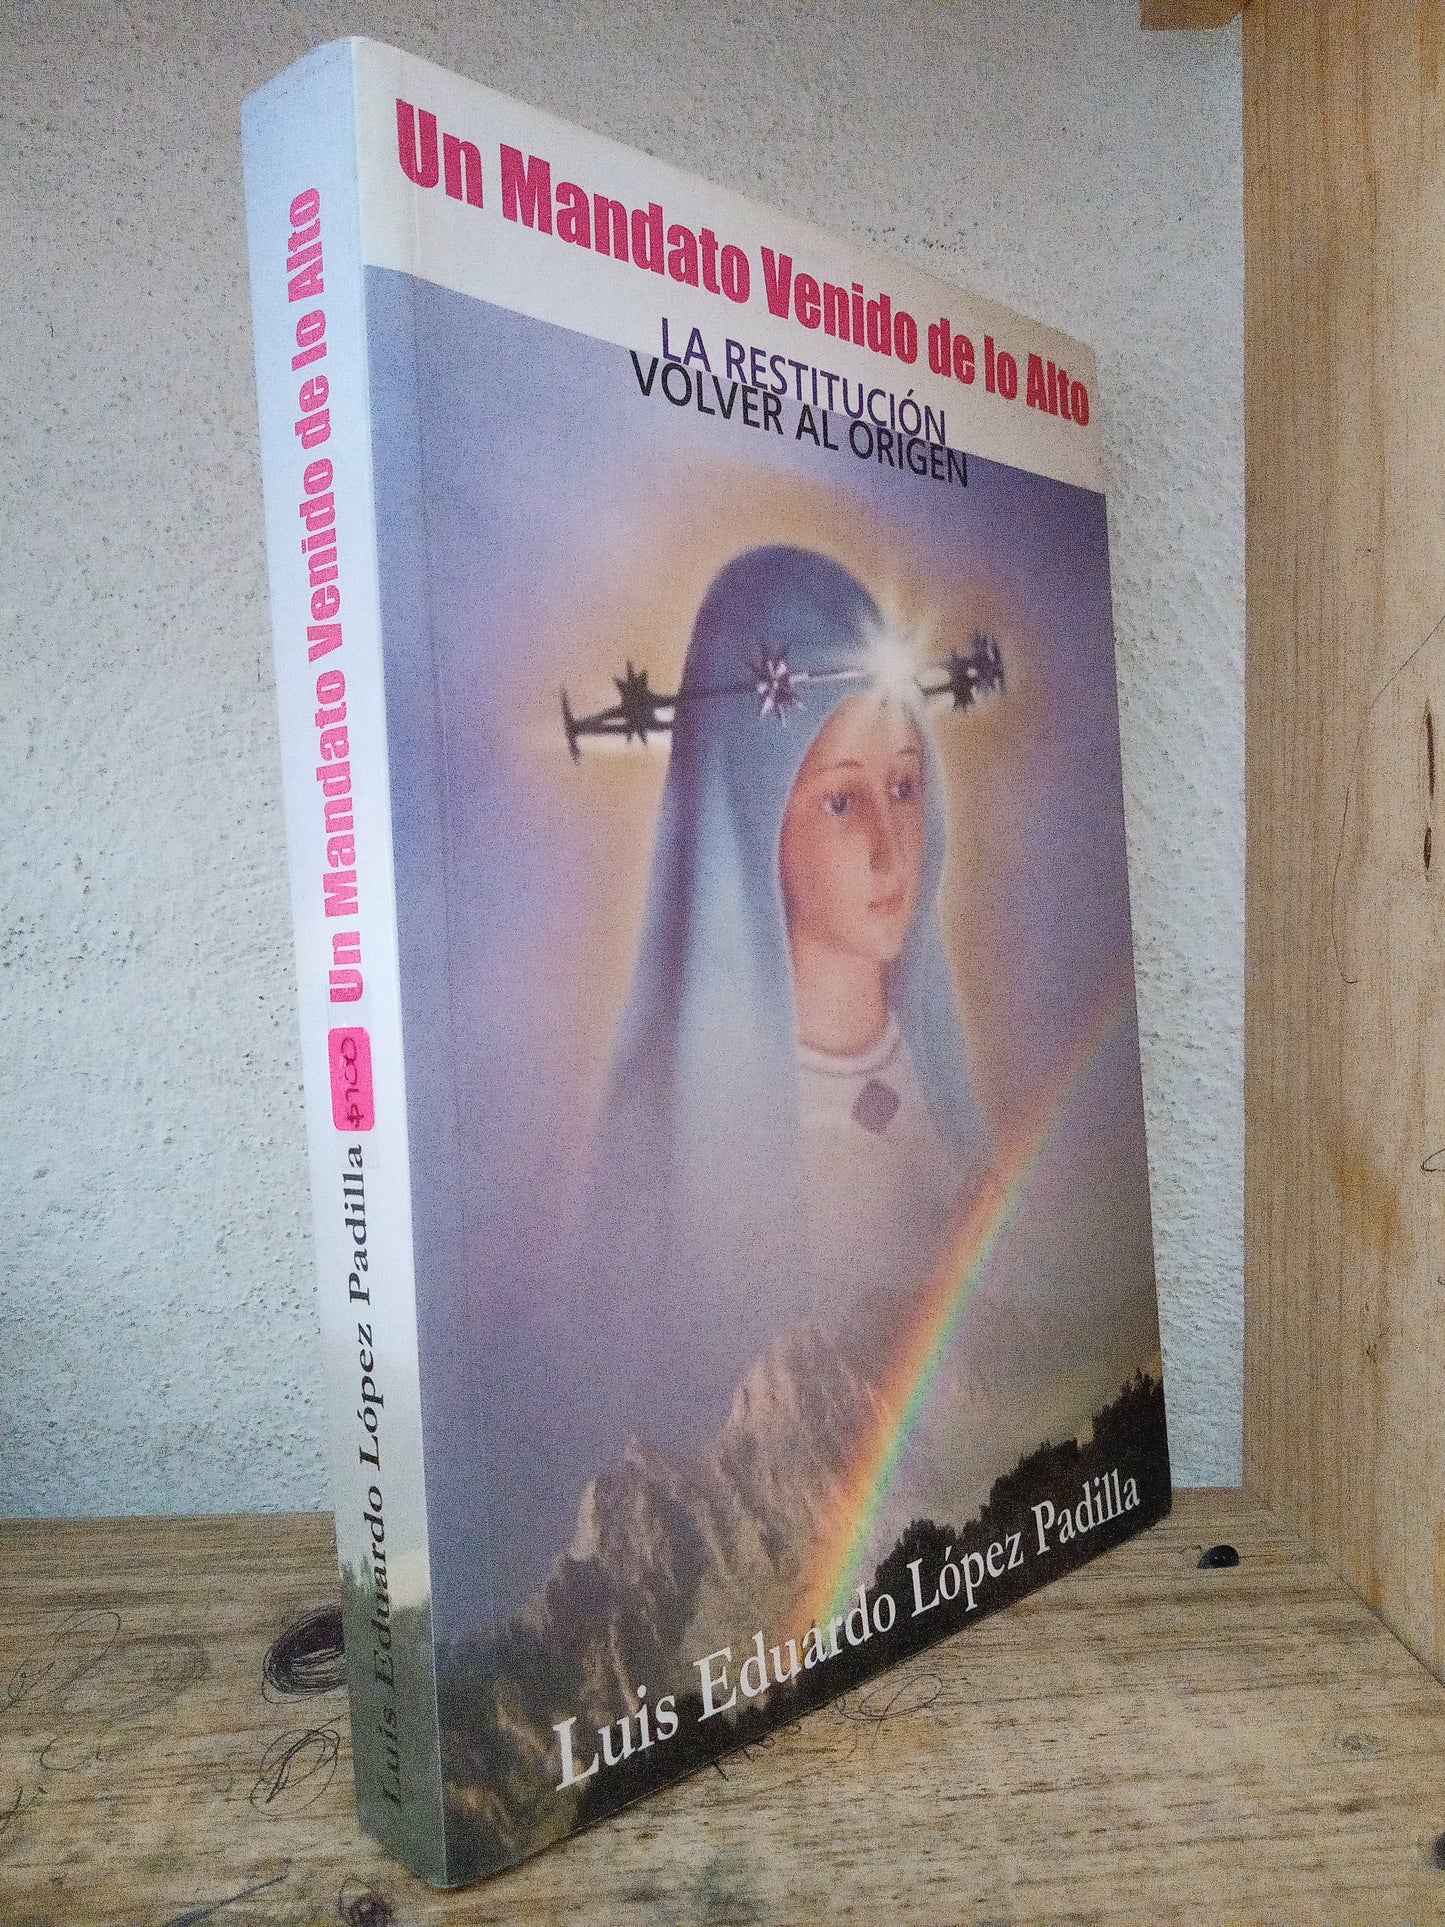 Un Mandato Venido de lo Alto
LA RESTITUCIÓN
VOLVER AL ORIGEN
Luis Eduardo López Padilla
Luis Eduardo López Padilla
$700
Un Mandato Venido de lo Alto